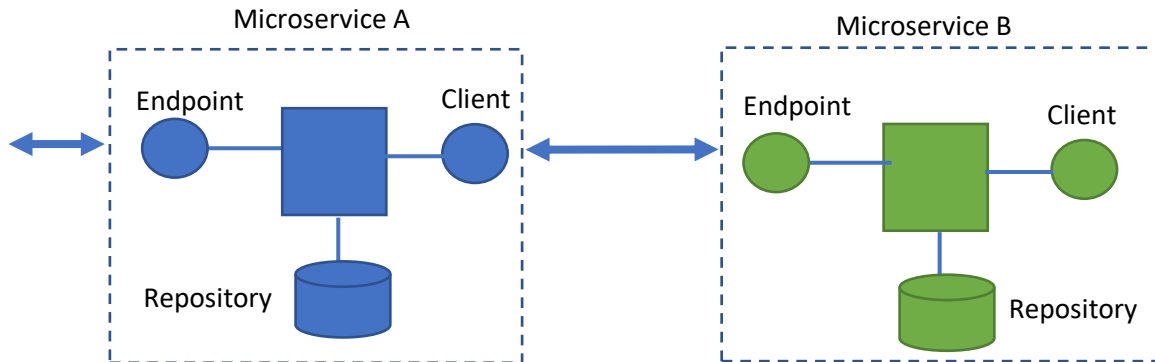 Microservice A
Microservice B
Endpoint
Client
Endpoint
Client
Repository
Repository